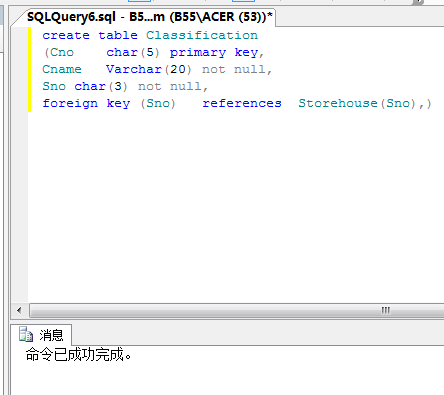 SQLQuery6.sql - B5...m (B55\ACER (53))*
create table Classification
(Cno    char(5) primary key,
Cname   Varchar(20) not null,
Sno char(3) not null,
foreign key (Sno)   references  Storehouse(Sno),)
消息
命令已成功完成。